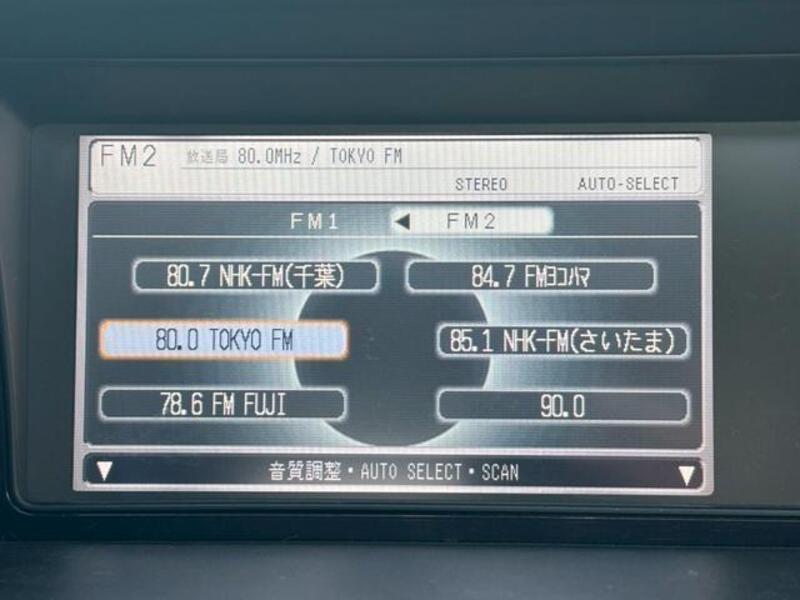 FM2 放送局 80.0MHz / TOKYO FM
STEREO AUTO-SELECT
FM1 ◀ FM2
80.7 NHK-FM(千葉) 84.7 FMヨコハマ
80.0 TOKYO FM 85.1 NHK-FM(さいたま)
78.6 FM FUJI 90.0
▼ 音質調整・AUTO SELECT・SCAN ▼